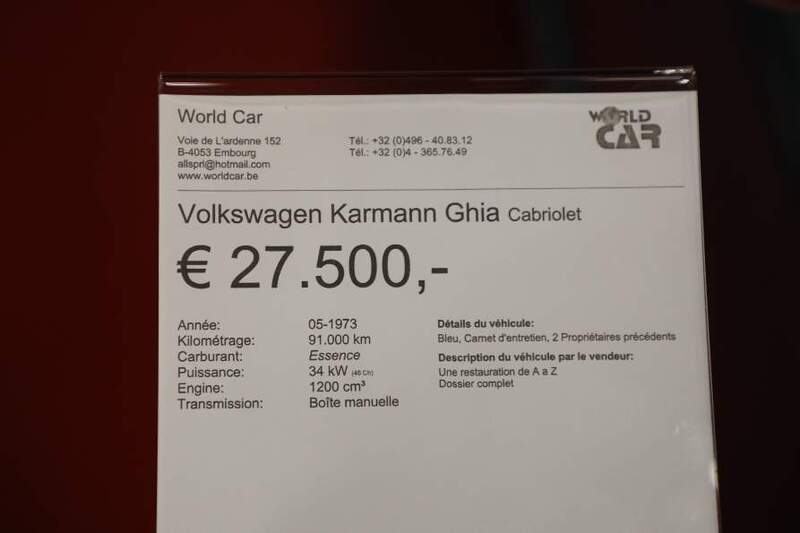 World Car
Voie de L'ardenne 152
B-4053 Embourg
allsprl@hotmail.com
www.worldcar.be
Tél.: +32 (0)496 - 40.83.12
Tél.: +32 (0)4 - 365.76.49
WORLD
CAR
Volkswagen Karmann Ghia Cabriolet
€ 27.500,-
Année: 05-1973
Kilométrage: 91.000 km
Carburant: Essence
Puissance: 34 kW (46 Ch)
Engine: 1200 cm³
Transmission: Boîte manuelle
Détails du véhicule:
Bleu, Carnet d'entretien, 2 Propriétaires précédents
Description du véhicule par le vendeur:
Une restauration de A a Z
Dossier complet